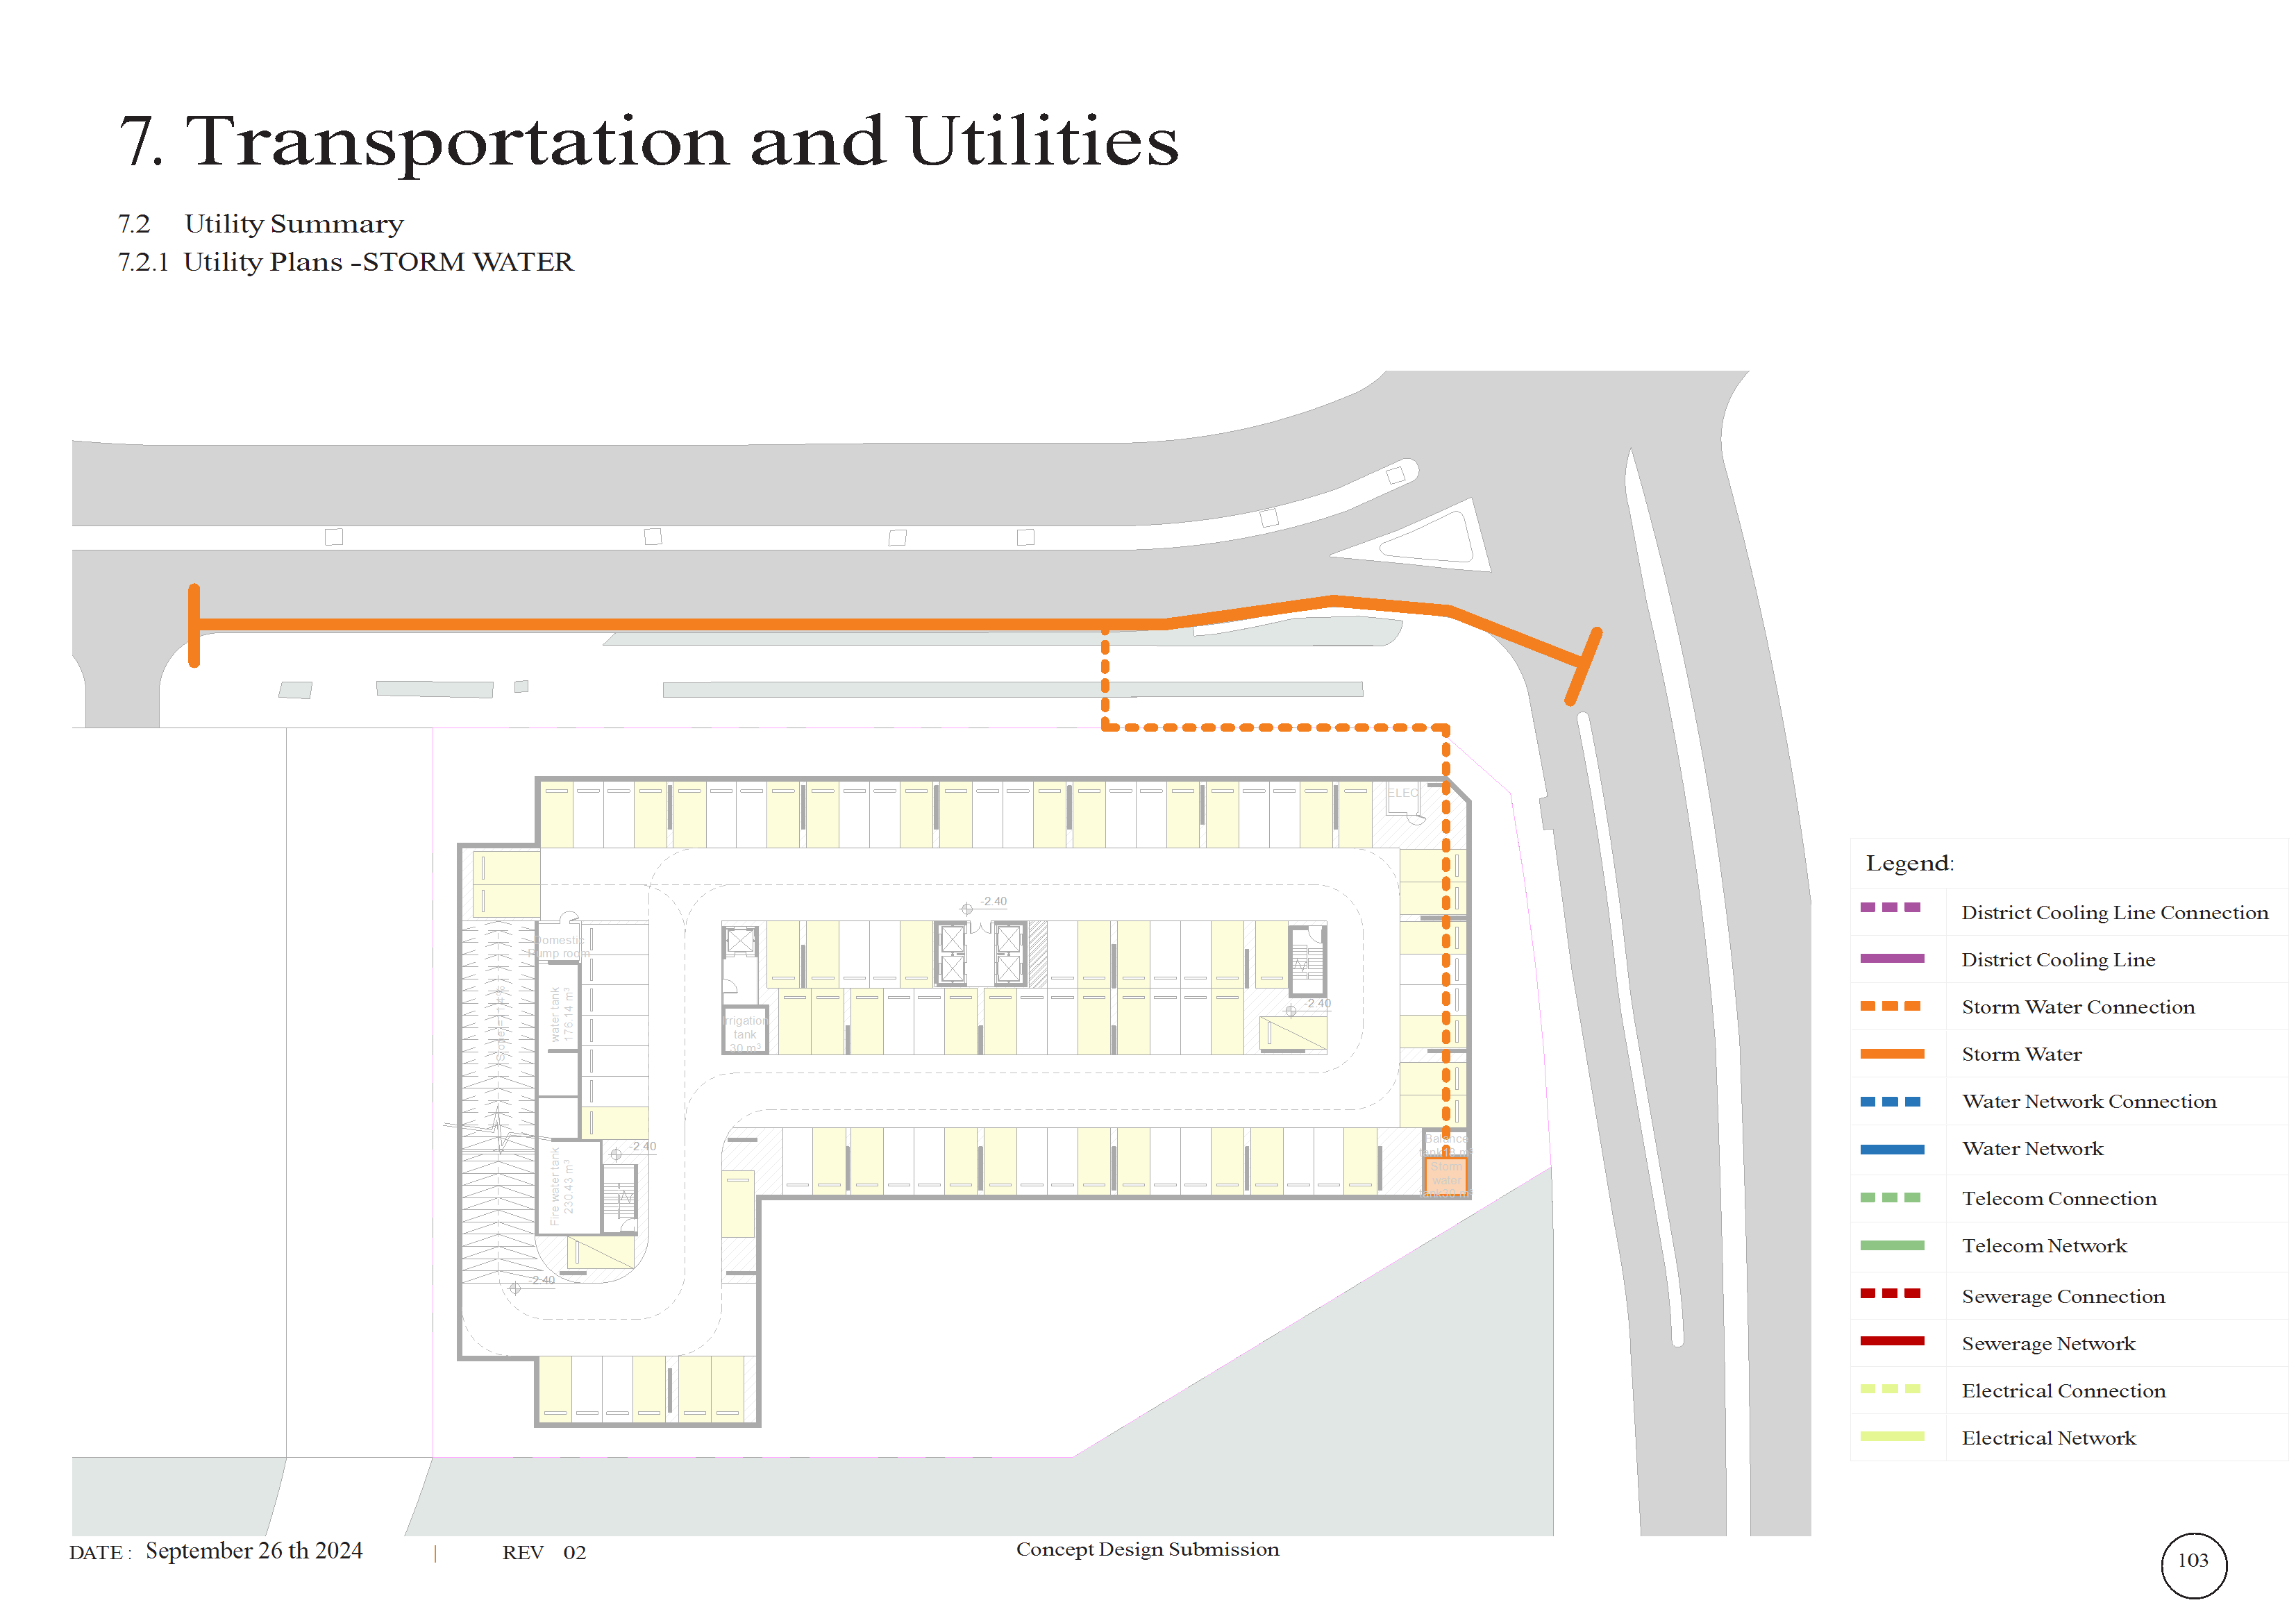 7. Transportation and Utilities
7.2 Utility Summary
7.2.1 Utility Plans -STORM WATER
ELEC
-2.40
Domestic
Pump room
water tank
176.14 m³
Irrigation
tank
30 m³
-2.40
Balance
Storm
water
-2.40
Fire water tank
230.43 m³
-2.40
Legend:
District Cooling Line Connection
District Cooling Line
Storm Water Connection
Storm Water
Water Network Connection
Water Network
Telecom Connection
Telecom Network
Sewerage Connection
Sewerage Network
Electrical Connection
Electrical Network
DATE : September 26 th 2024 | REV 02
Concept Design Submission
103